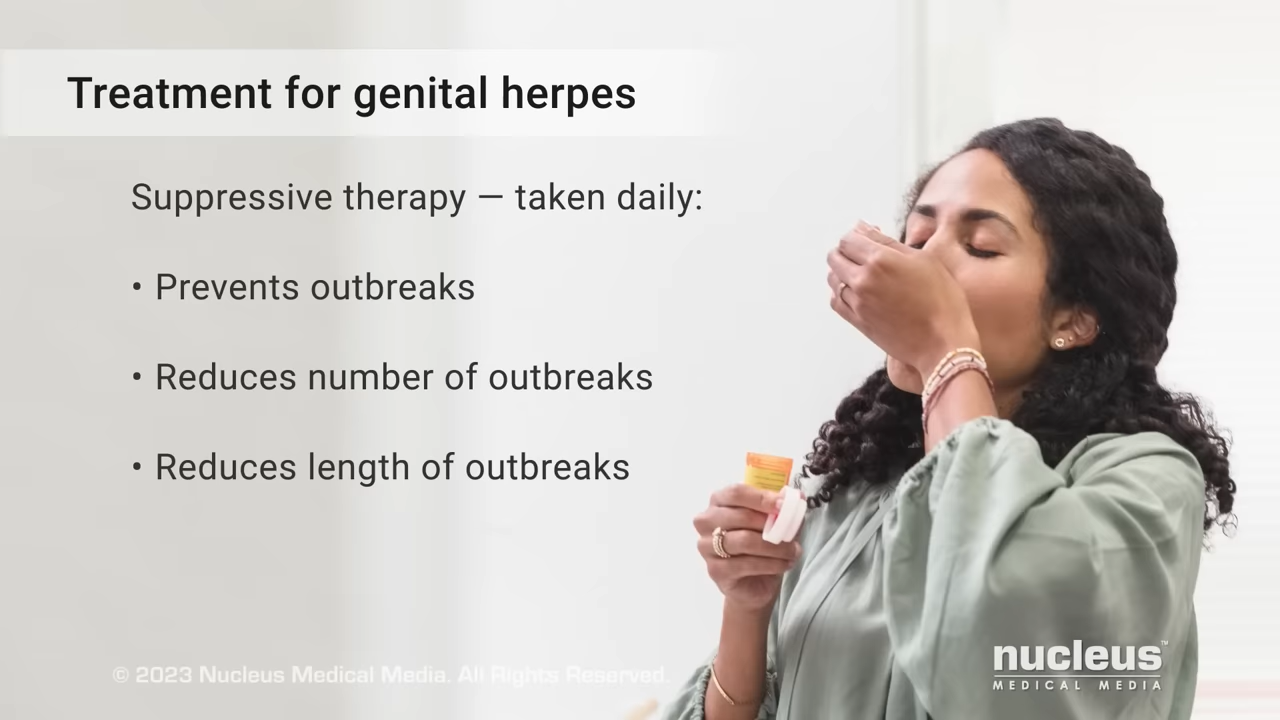 Treatment for genital herpes
Suppressive therapy — taken daily:
• Prevents outbreaks
• Reduces number of outbreaks
• Reduces length of outbreaks
© 2023 Nucleus Medical Media. All Rights Reserved.
nucleus™
MEDICAL MEDIA